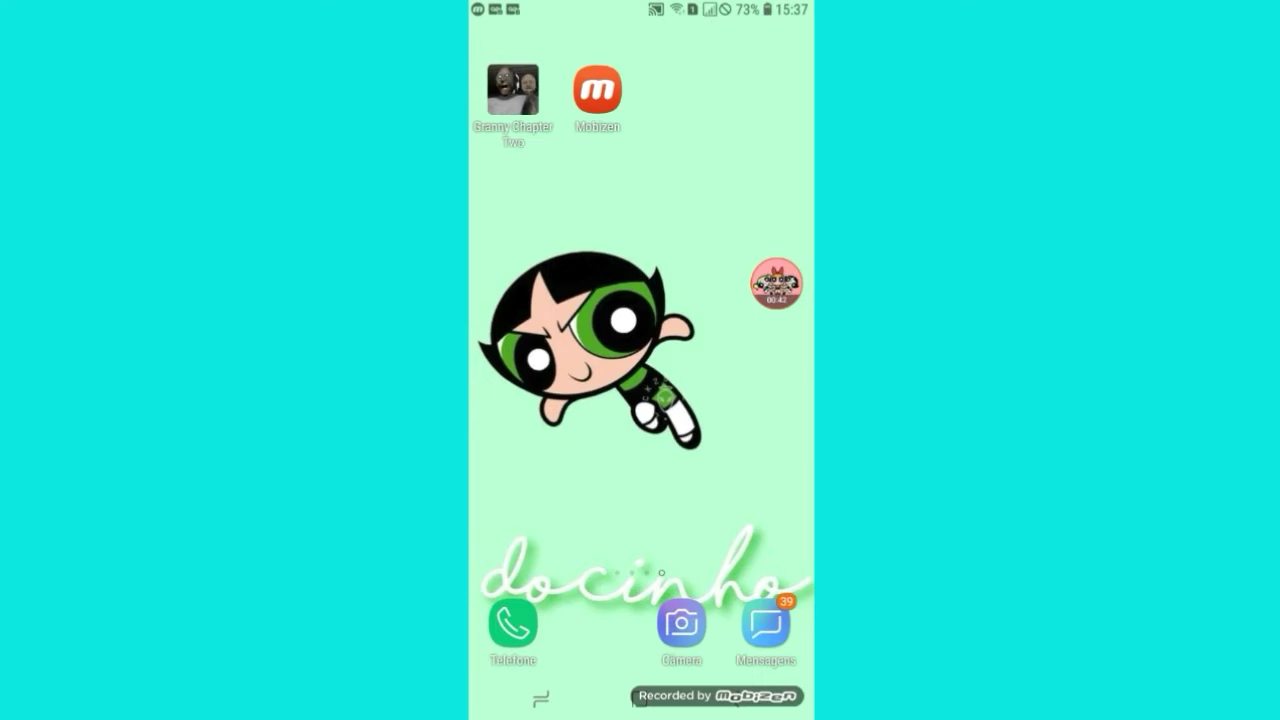 73% 15:37
Granny Chapter
Two
Mobizen
00:42
docinho
39
Telefone
Câmera
Mensagens
Recorded by Mobizen